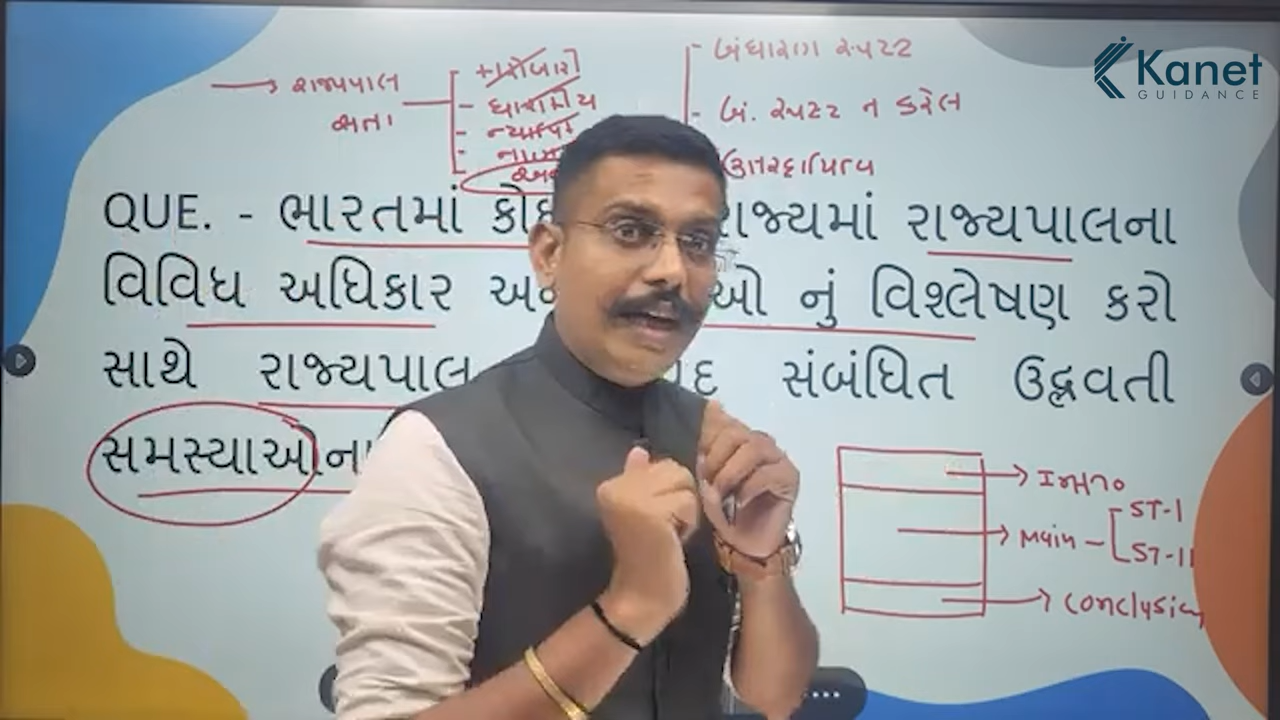 Kanet
GUIDANCE
રાજ્યપાલ
સતા
કારોબારી
ધારાકીય
બંધારણ સ્પષ્ટ
બં. સ્પષ્ટ ન કરેલ
ઉત્તરદાયિત્વ
QUE. - ભારતમાં રાજ્યમાં રાજ્યપાલના
વિવિધ અધિકાર નું વિશ્લેષણ કરો
સાથે રાજ્યપાલ સંબંધિત ઉદ્ભવતી
સમસ્યાઓના
Intro
Main
ST-I
ST-II
Conclusion